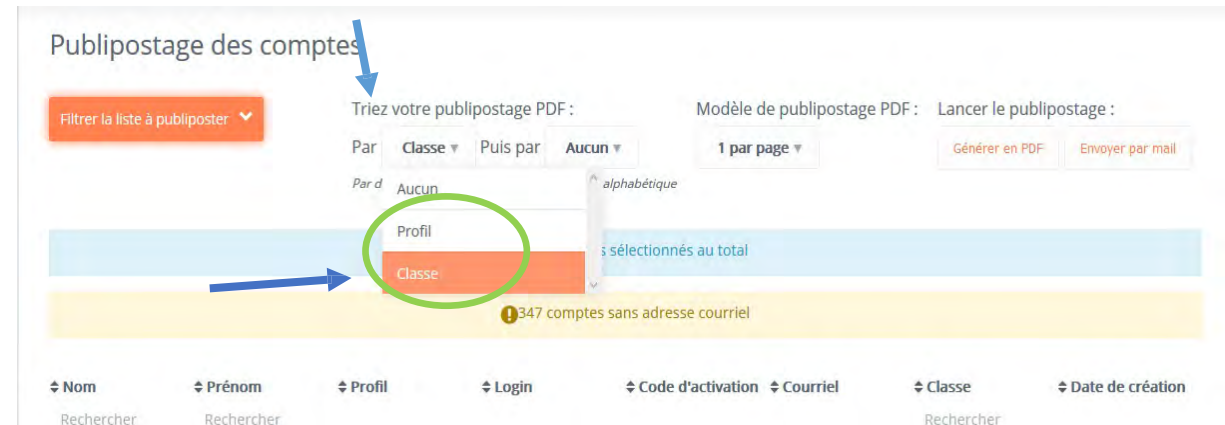 Publipostage des comptes
Filtrer la liste à publiposter
Triez votre publipostage PDF :
Par Classe Puis par Aucun
Par d alphabétique
Aucun
Profil
Classe
Modèle de publipostage PDF :
1 par page
Lancer le publipostage :
Générer en PDF Envoyer par mail
s sélectionnés au total
347 comptes sans adresse courriel
Nom Prénom Profil Login Code d'activation Courriel Classe Date de création
Rechercher Rechercher Rechercher